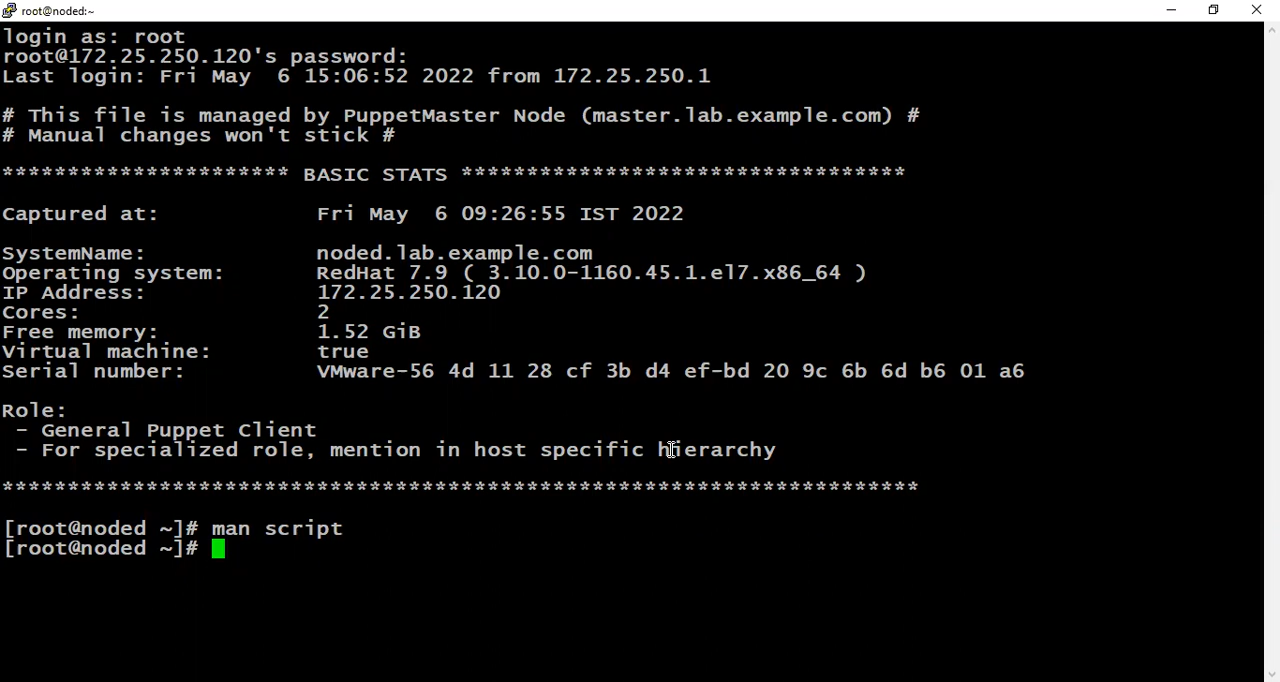 root@noded:~
login as: root
root@172.25.250.120's password:
Last login: Fri May  6 15:06:52 2022 from 172.25.250.1
# This file is managed by PuppetMaster Node (master.lab.example.com) #
# Manual changes won't stick #
********************** BASIC STATS **********************************
Captured at:            Fri May  6 09:26:55 IST 2022
SystemName:             noded.lab.example.com
Operating system:       RedHat 7.9 ( 3.10.0-1160.45.1.el7.x86_64 )
IP Address:             172.25.250.120
Cores:                  2
Free memory:            1.52 GiB
Virtual machine:        true
Serial number:          VMware-56 4d 11 28 cf 3b d4 ef-bd 20 9c 6b 6d b6 01 a6
Role:
 - General Puppet Client
 - For specialized role, mention in host specific hierarchy
**********************************************************************
[root@noded ~]# man script
[root@noded ~]#